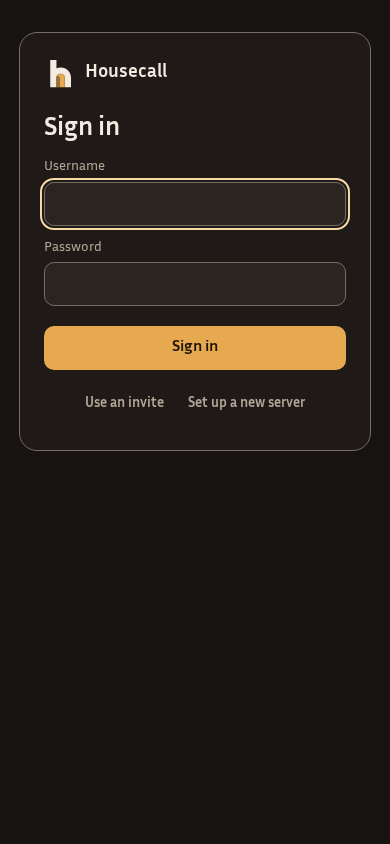 Housecall
Sign in
Username
Password
Sign in
Use an invite Set up a new server